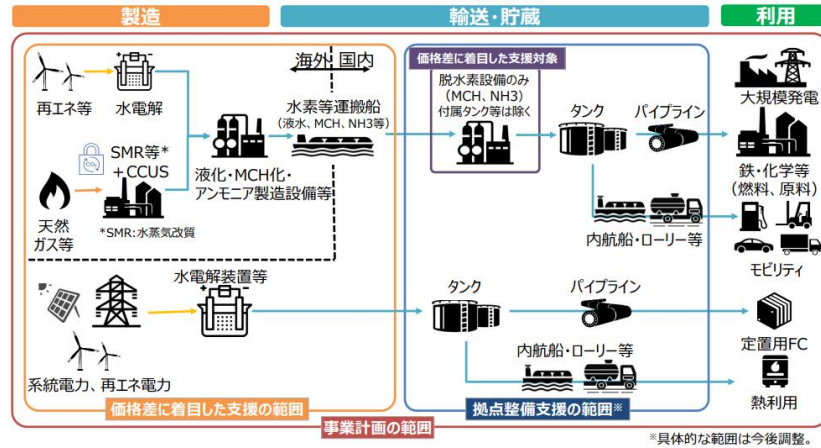 製造
輸送・貯蔵
利用
海外
国内
価格差に着目した支援対象
再エネ等
水電解
水素等運搬船
(液水、MCH、NH3等)
脱水素設備のみ
(MCH、NH3)
付属タンク等は除く
タンク
パイプライン
大規模発電
SMR等*
+CCUS
液化・MCH化・
アンモニア製造設備等
鉄・化学等
(燃料、原料)
天然
ガス等
*SMR:水蒸気改質
内航船・ローリー等
モビリティ
水電解装置等
タンク
パイプライン
定置用FC
系統電力、再エネ電力
内航船・ローリー等
熱利用
価格差に着目した支援の範囲
拠点整備支援の範囲※
事業計画の範囲
※具体的な範囲は今後調整。